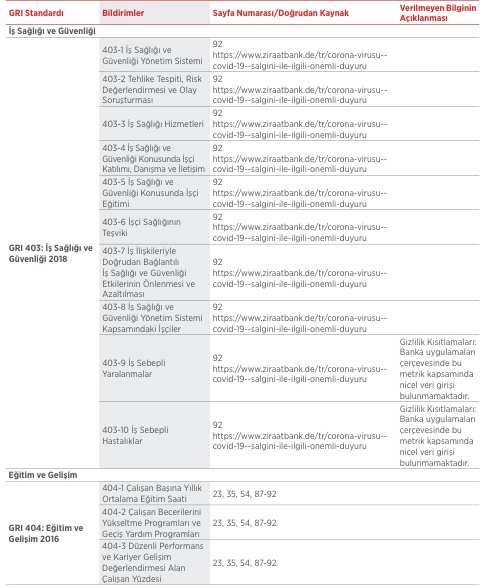 GRI Standardı Bildirimler Sayfa Numarası/Doğrudan Kaynak Verilmeyen Bilginin
Açıklanması
İş Sağlığı ve Güvenliği
GRI 403: İş Sağlığı ve
Güvenliği 2018
403-1 İş Sağlığı ve
Güvenliği Yönetim Sistemi
92
https://www.ziraatbank.de/tr/corona-virusu--
covid-19--salgini-ile-ilgili-onemli-duyuru
403-2 Tehlike Tespiti, Risk
Değerlendirmesi ve Olay
Soruşturması
92
https://www.ziraatbank.de/tr/corona-virusu--
covid-19--salgini-ile-ilgili-onemli-duyuru
403-3 İş Sağlığı Hizmetleri
92
https://www.ziraatbank.de/tr/corona-virusu--
covid-19--salgini-ile-ilgili-onemli-duyuru
403-4 İş Sağlığı ve
Güvenliği Konusunda İşçi
Katılımı, Danışma ve İletişim
92
https://www.ziraatbank.de/tr/corona-virusu--
covid-19--salgini-ile-ilgili-onemli-duyuru
403-5 İş Sağlığı ve
Güvenliği Konusunda İşçi
Eğitimi
92
https://www.ziraatbank.de/tr/corona-virusu--
covid-19--salgini-ile-ilgili-onemli-duyuru
403-6 İşçi Sağlığının
Teşviki
92
https://www.ziraatbank.de/tr/corona-virusu--
covid-19--salgini-ile-ilgili-onemli-duyuru
403-7 İş İlişkileriyle
Doğrudan Bağlantılı
İş Sağlığı ve Güvenliği
Etkilerinin Önlenmesi ve
Azaltılması
92
https://www.ziraatbank.de/tr/corona-virusu--
covid-19--salgini-ile-ilgili-onemli-duyuru
403-8 İş Sağlığı ve
Güvenliği Yönetim Sistemi
Kapsamındaki İşçiler
92
https://www.ziraatbank.de/tr/corona-virusu--
covid-19--salgini-ile-ilgili-onemli-duyuru
403-9 İş Sebepli
Yaralanmalar
92
https://www.ziraatbank.de/tr/corona-virusu--
covid-19--salgini-ile-ilgili-onemli-duyuru
Gizlilik Kısıtlamaları:
Banka uygulamaları
çerçevesinde bu
metrik kapsamında
nicel veri girişi
bulunmamaktadır.
403-10 İş Sebepli
Hastalıklar
92
https://www.ziraatbank.de/tr/corona-virusu--
covid-19--salgini-ile-ilgili-onemli-duyuru
Gizlilik Kısıtlamaları:
Banka uygulamaları
çerçevesinde bu
metrik kapsamında
nicel veri girişi
bulunmamaktadır.
Eğitim ve Gelişim
GRI 404: Eğitim ve
Gelişim 2016
404-1 Çalışan Başına Yıllık
Ortalama Eğitim Saati
23, 35, 54, 87-92
404-2 Çalışan Becerilerini
Yükseltme Programları ve
Geçiş Yardım Programları
23, 35, 54, 87-92
404-3 Düzenli Performans
ve Kariyer Gelişim
Değerlendirmesi Alan
Çalışan Yüzdesi
23, 35, 54, 87-92